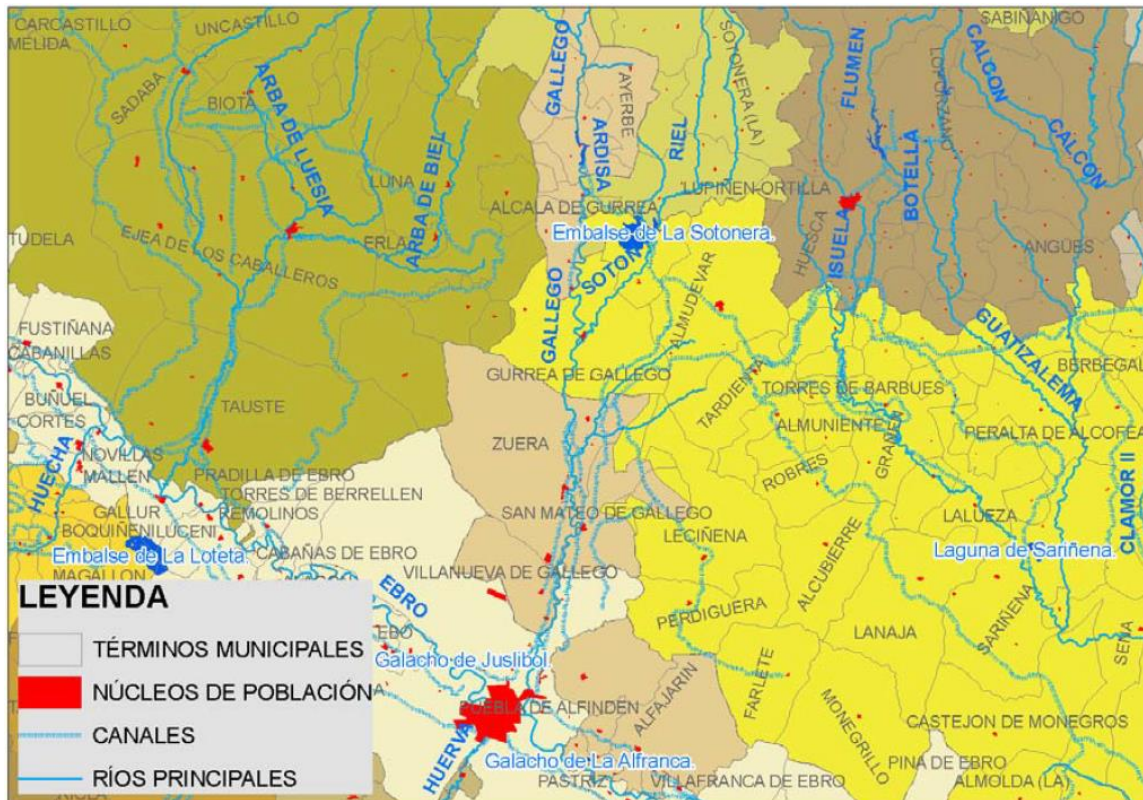 CARCASTILLO
MÉLIDA
UNCASTILLO
SADABA
BIOTA
ARBA DE LUESIA
ARBA DE BIEL
LUNA
ERLA
EJEA DE LOS CABALLEROS
TUDELA
GALLEGO
AYERBE
ARDISA
RIEL
SOTONERA (LA)
ALCALA DE GURREA
LUPIÑEN-ORTILLA
Embalse de La Sotonera.
SOTON
GALLEGO
ALMUDEVAR
GURREA DE GALLEGO
FLUMEN
LOPORZANO
SABIÑANIGO
CALCON
CALCON
BOTELLA
HUESCA
ISUELA
ANGÜES
GUATIZALEMA
BERBEGAL
FUSTIÑANA
CABANILLAS
BUÑUEL
CORTES
HUECHA
NOVILLAS
MALLEN
TAUSTE
PRADILLA DE EBRO
TORRES DE BERRELLEN
REMOLINOS
GALLUR
BOQUIÑENI
LUCENI
Embalse de La Loteta.
MAGALLON
CABAÑAS DE EBRO
ZUERA
SAN MATEO DE GALLEGO
VILLANUEVA DE GALLEGO
TARDIENTA
TORRES DE BARBUES
ALMUNIENTE
GRAÑEN
PERALTA DE ALCOFEA
ROBRES
LECIÑENA
ALCUBIERRE
LALUEZA
Laguna de Sariñena.
CLAMOR II
PERDIGUERA
LANAJA
SARIÑENA
SENA
EBRO
Galacho de Juslibol.
PUEBLA DE ALFINDÉN
ALFAJARIN
FARLETE
MONEGRILLO
CASTEJON DE MONEGROS
HUERVA
Galacho de La Alfranca.
PASTRIZ
VILLAFRANCA DE EBRO
PINA DE EBRO
ALMOLDA (LA)
LEYENDA
TÉRMINOS MUNICIPALES
NÚCLEOS DE POBLACIÓN
CANALES
RÍOS PRINCIPALES